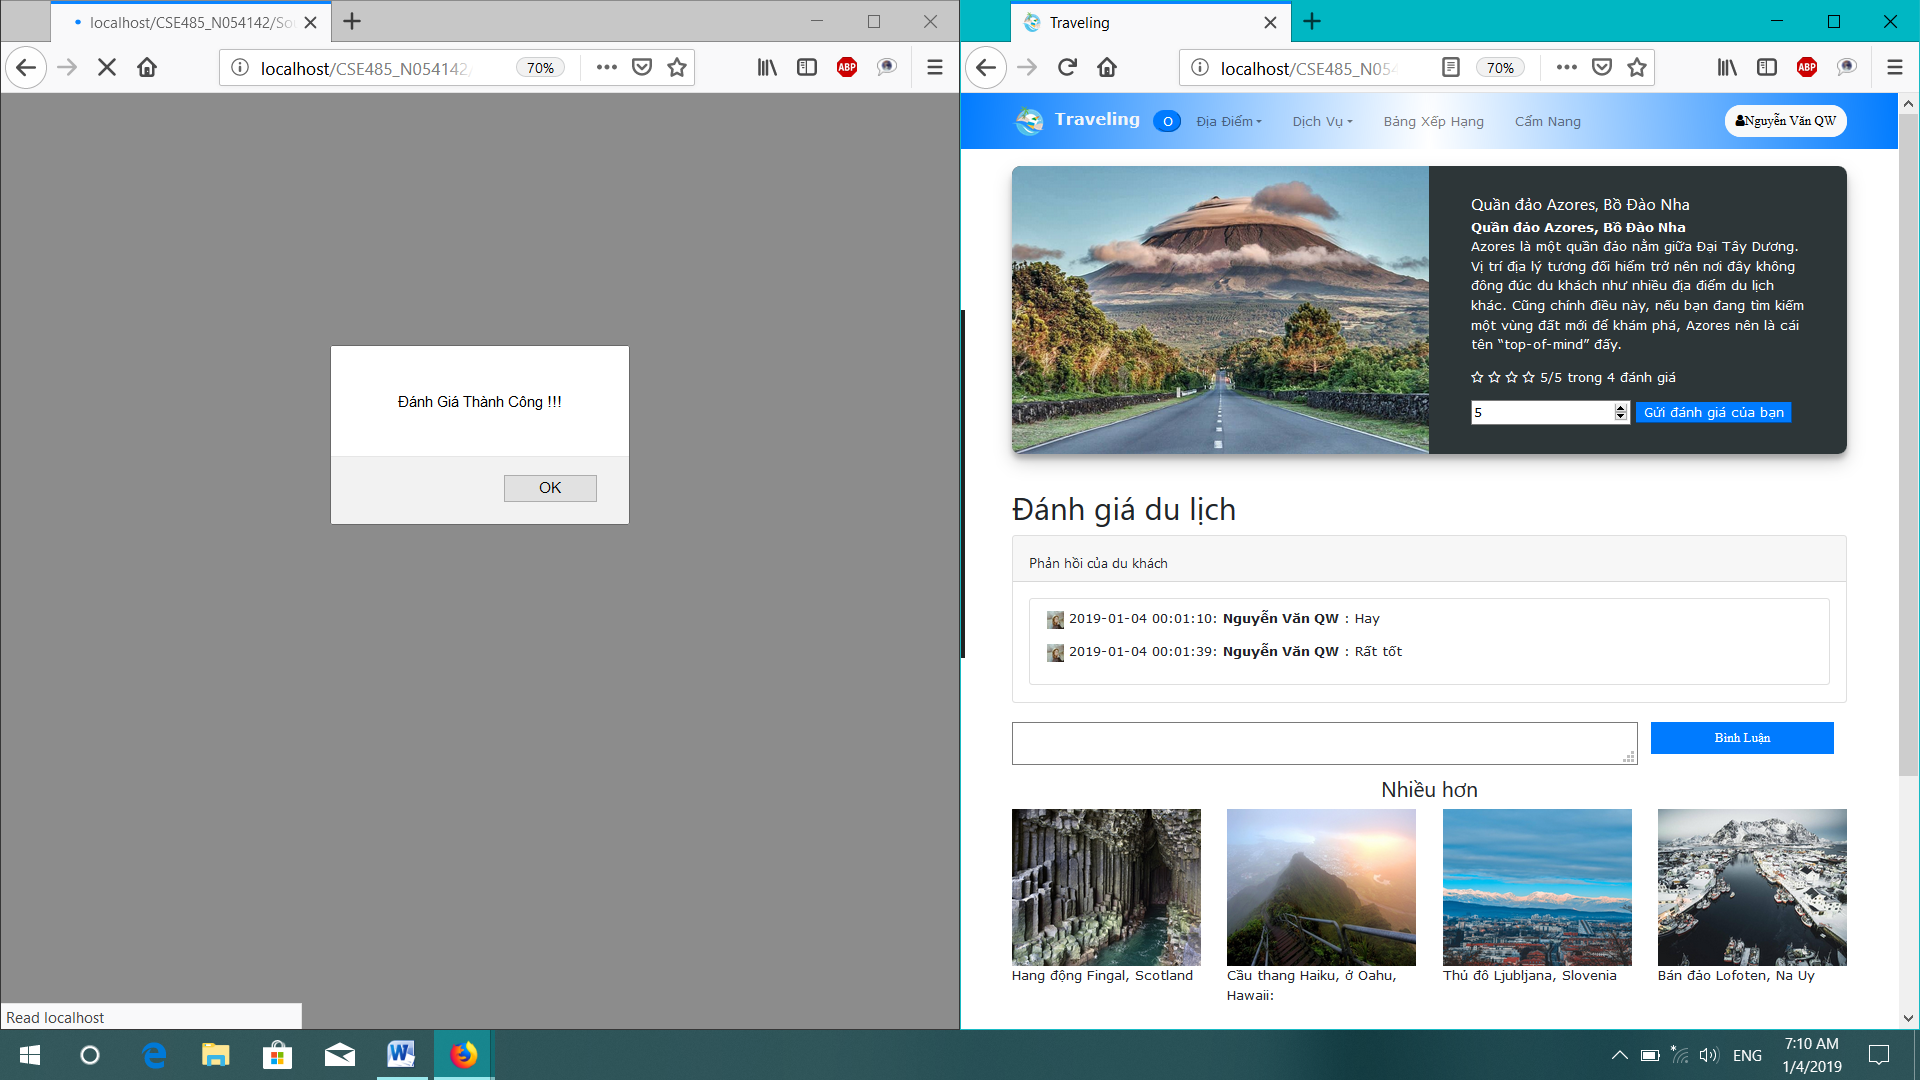 localhost/CSE485_N054142/So
localhost/CSE485_N054142/
70%
ABP
Đánh Giá Thành Công !!!
OK
Read localhost
Traveling
localhost/CSE485_N054
70%
ABP
Traveling
Địa Điểm
Dịch Vụ
Bảng Xếp Hạng
Cẩm Nang
Nguyễn Văn QW
Quần đảo Azores, Bồ Đào Nha
Quần đảo Azores, Bồ Đào Nha
Azores là một quần đảo nằm giữa Đại Tây Dương.
Vị trí địa lý tương đối hiếm trở nên nơi đây không
đông đúc du khách như nhiều địa điểm du lịch
khác. Cũng chính điều này, nếu bạn đang tìm kiếm
một vùng đất mới để khám phá, Azores nên là cái
tên “top-of-mind” đấy.
5/5 trong 4 đánh giá
5
Gửi đánh giá của bạn
Đánh giá du lịch
Phản hồi của du khách
2019-01-04 00:01:10: Nguyễn Văn QW : Hay
2019-01-04 00:01:39: Nguyễn Văn QW : Rất tốt
Bình Luận
Nhiều hơn
Hang động Fingal, Scotland
Cầu thang Haiku, ở Oahu,
Hawaii:
Thủ đô Ljubljana, Slovenia
Bán đảo Lofoten, Na Uy
ENG
7:10 AM
1/4/2019